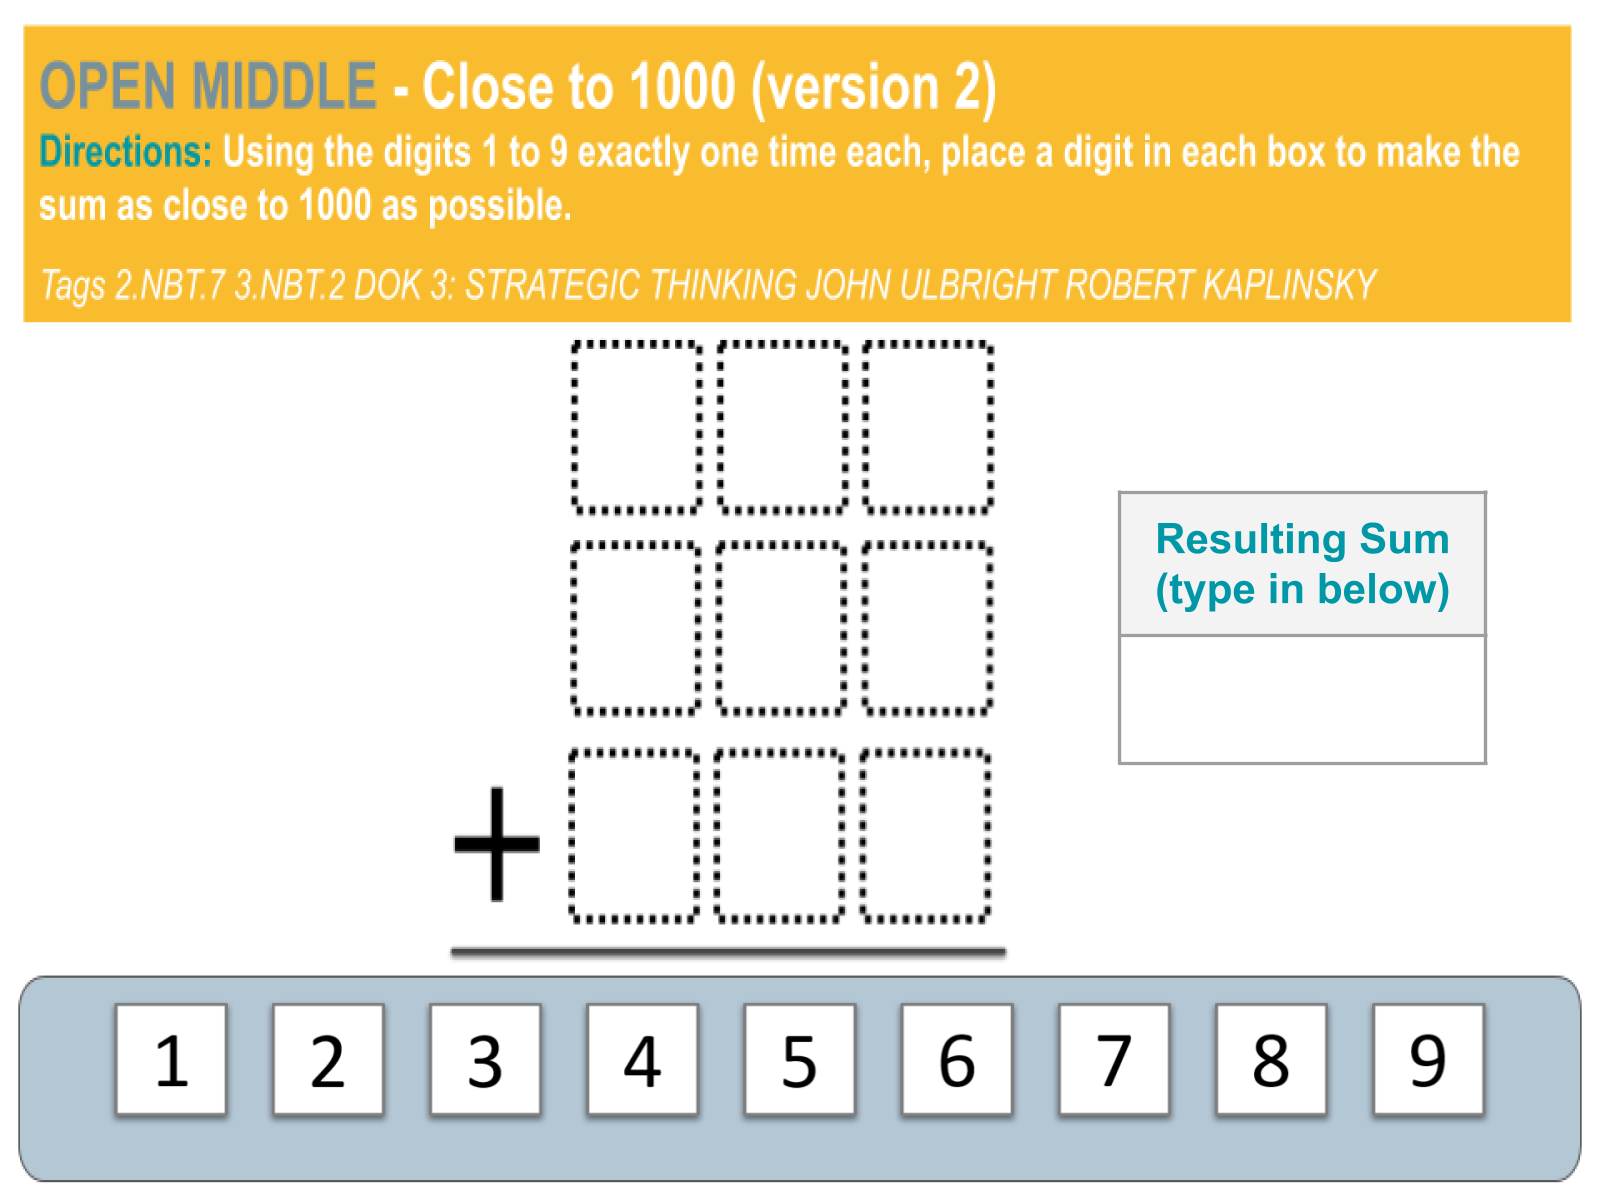 OPEN MIDDLE - Close to 1000 (version 2)
Directions: Using the digits 1 to 9 exactly one time each, place a digit in each box to make the
sum as close to 1000 as possible.
Tags 2.NBT.7 3.NBT.2 DOK 3: STRATEGIC THINKING JOHN ULBRIGHT ROBERT KAPLINSKY
Resulting Sum
(type in below)
+
1 2 3 4 5 6 7 8 9